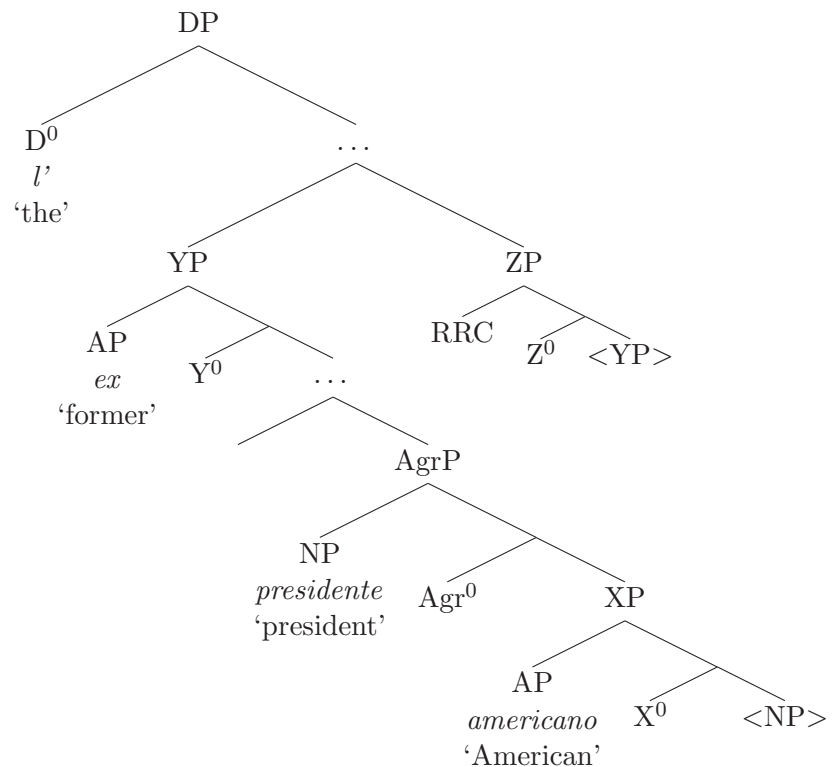 DP
D⁰ . . .
l’
‘the’
YP ZP
AP Y⁰ . . . RRC Z⁰ <YP>
ex
‘former’
AgrP
NP Agr⁰ XP
presidente
‘president’
AP X⁰ <NP>
americano
‘American’